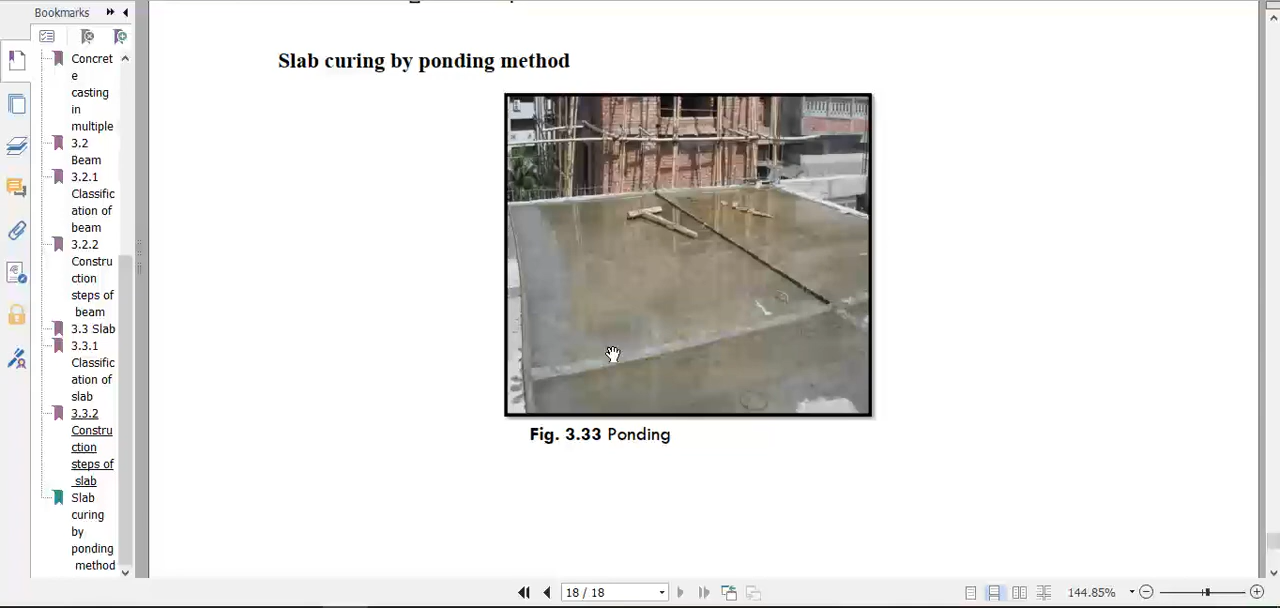 Bookmarks
Slab curing by ponding method
Concret
e
casting
in
multiple
3.2
Beam
3.2.1
Classific
ation of
beam
3.2.2
Constru
ction
steps of
beam
3.3 Slab
3.3.1
Classific
ation of
slab
3.3.2
Constru
ction
steps of
slab
Slab
curing
by
ponding
method
Fig. 3.33 Ponding
18 / 18
144.85%